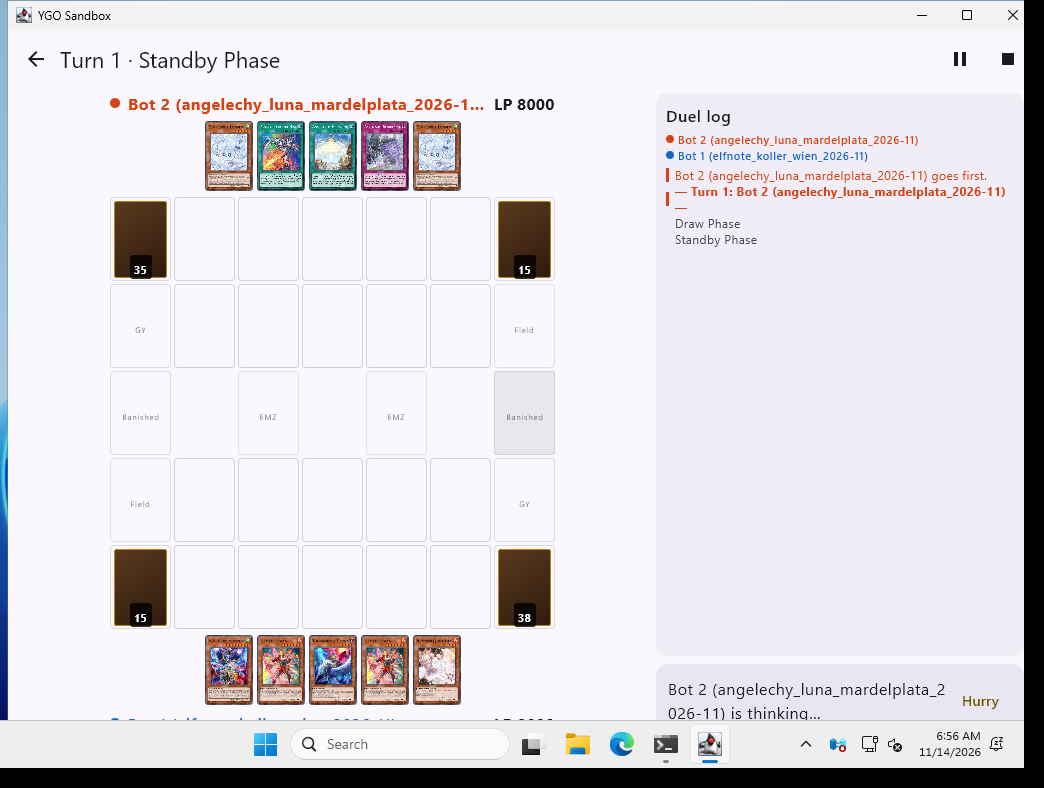 YGO Sandbox
Turn 1 · Standby Phase
Bot 2 (angelechy_luna_mardelplata_2026-1... LP 8000
35
15
GY
Field
Banished
EMZ
EMZ
Banished
Field
GY
15
38
Duel log
Bot 2 (angelechy_luna_mardelplata_2026-11)
Bot 1 (elfnote_koller_wien_2026-11)
Bot 2 (angelechy_luna_mardelplata_2026-11) goes first.
— Turn 1: Bot 2 (angelechy_luna_mardelplata_2026-11)
—
Draw Phase
Standby Phase
Bot 2 (angelechy_luna_mardelplata_2
026-11) is thinking...
Hurry
Search
6:56 AM
11/14/2026